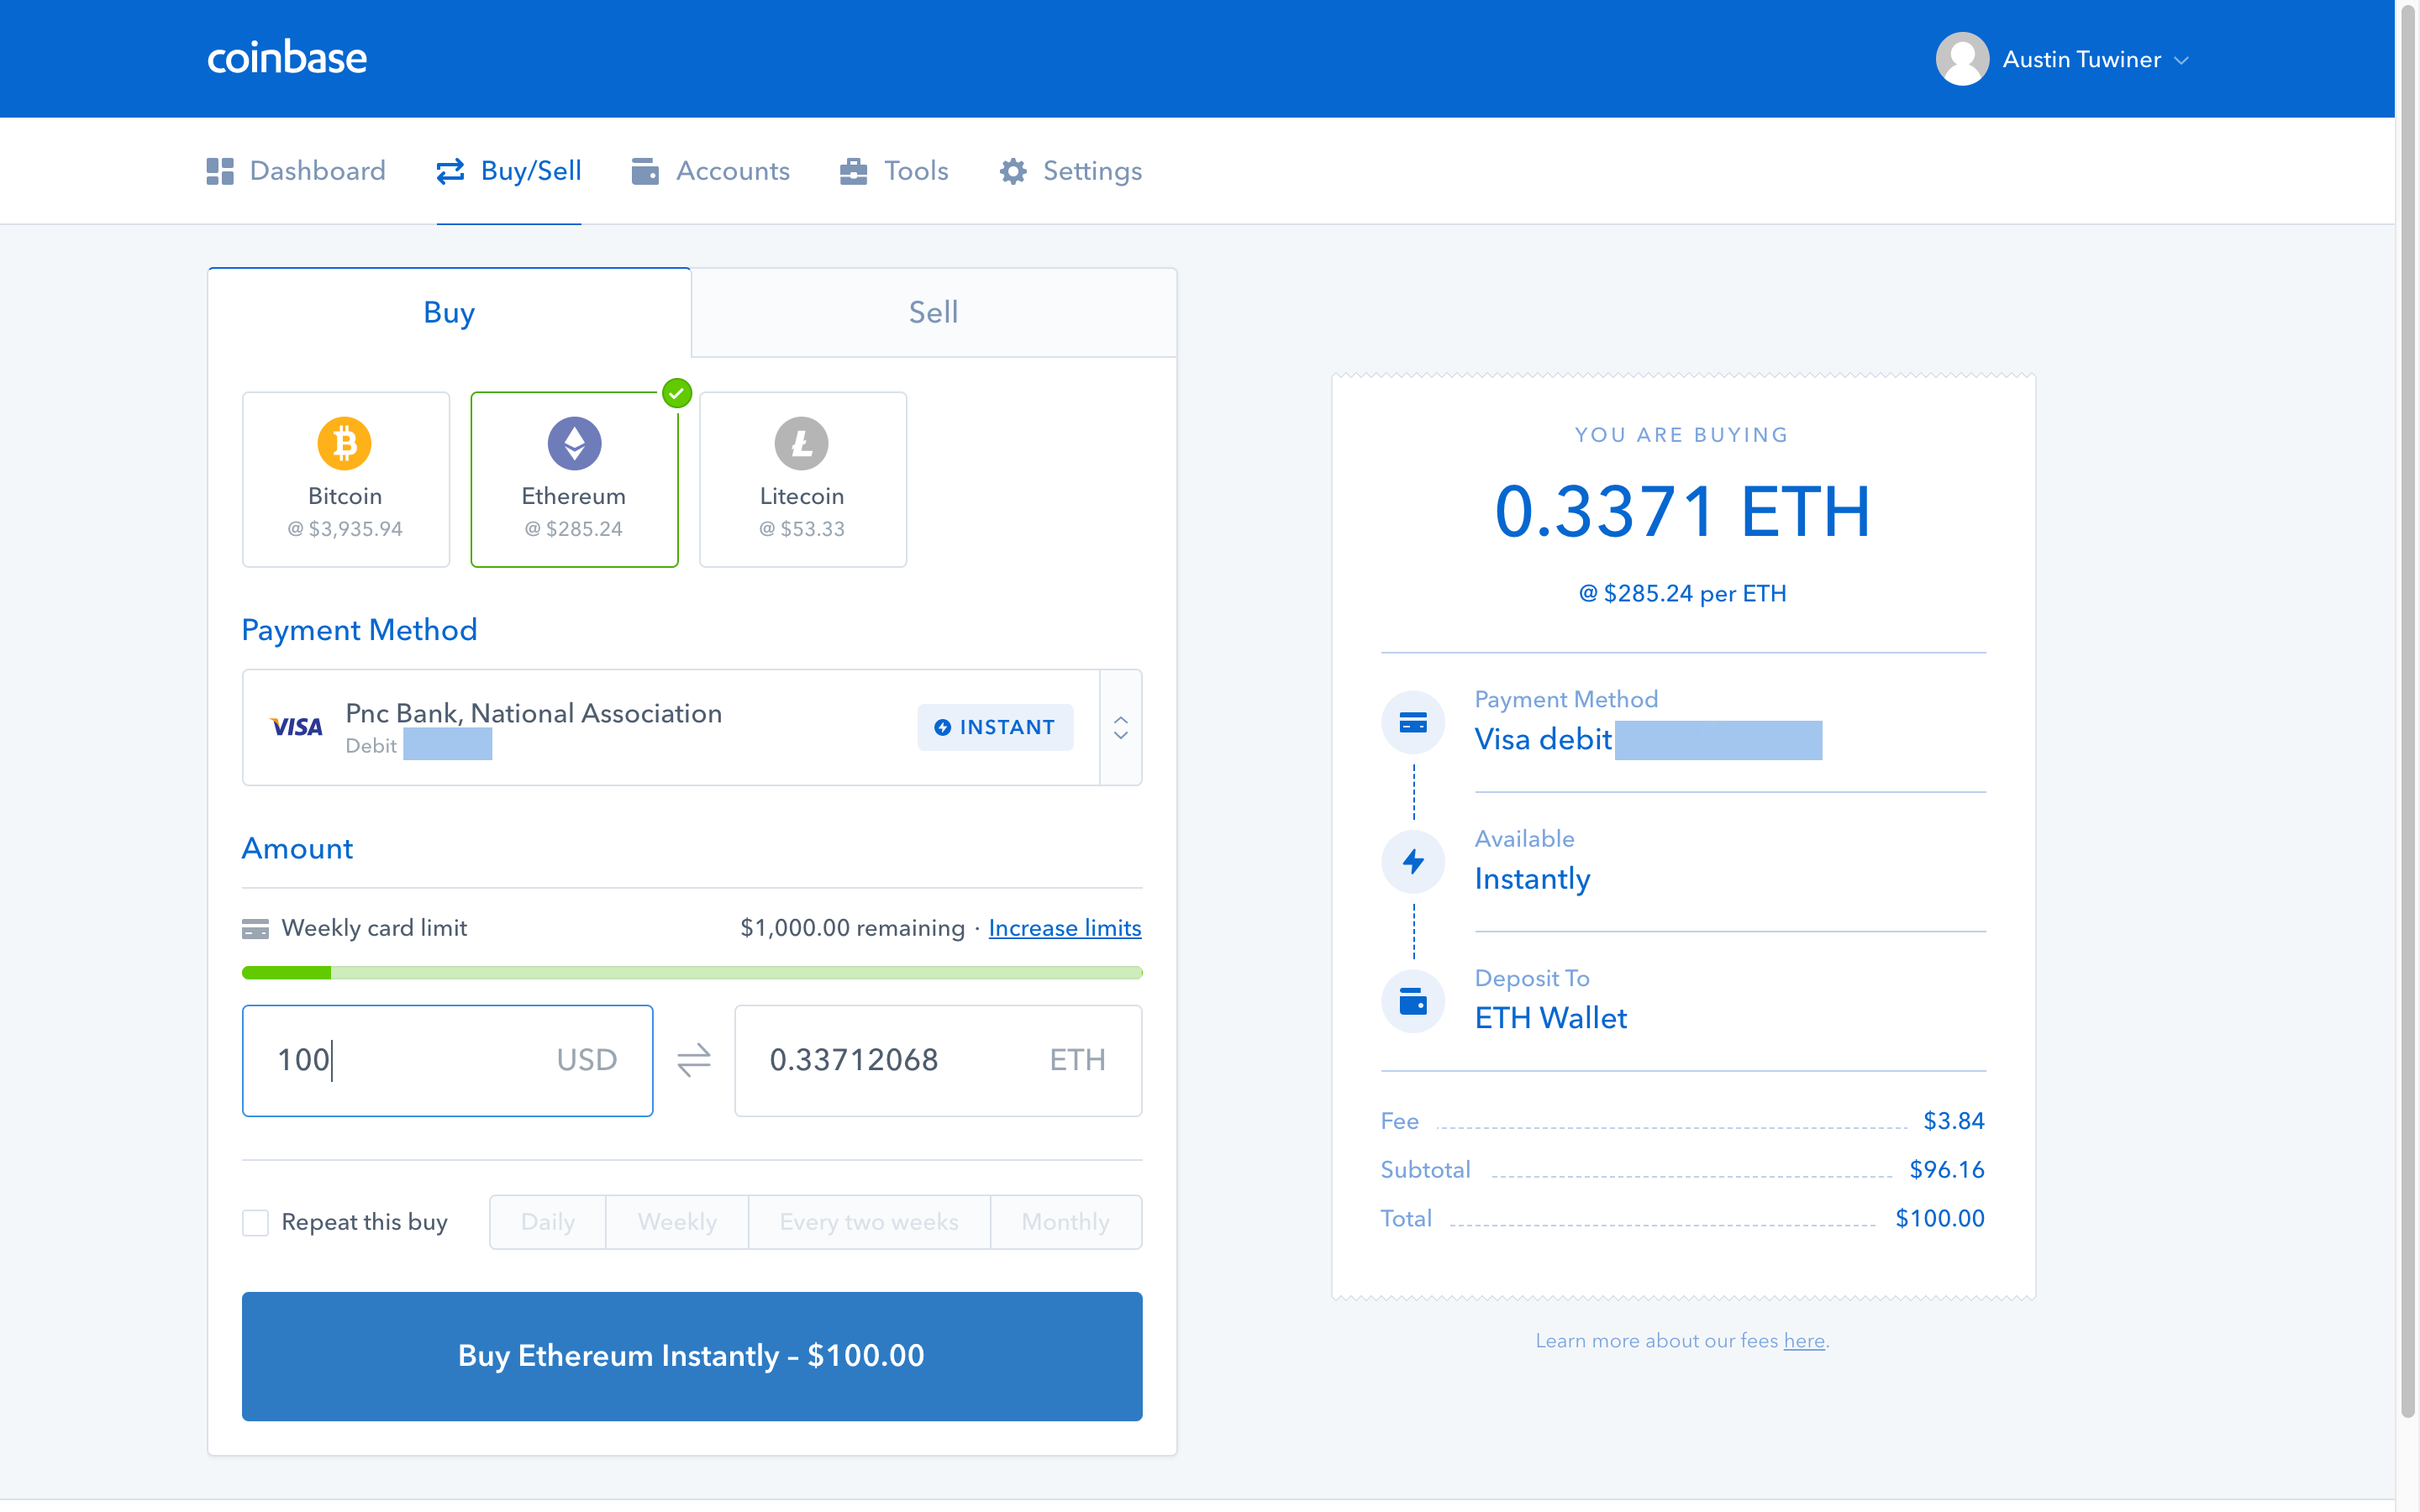 coinbase
Austin Tuwiner
Dashboard
Buy/Sell
Accounts
Tools
Settings
Buy
Sell
Bitcoin
@ $3,935.94
Ethereum
@ $285.24
Litecoin
@ $53.33
Payment Method
VISA
Pnc Bank, National Association
Debit
INSTANT
Amount
Weekly card limit
$1,000.00 remaining · Increase limits
100 USD
0.33712068 ETH
Repeat this buy
Daily
Weekly
Every two weeks
Monthly
Buy Ethereum Instantly – $100.00
YOU ARE BUYING
0.3371 ETH
@ $285.24 per ETH
Payment Method
Visa debit
Available
Instantly
Deposit To
ETH Wallet
Fee $3.84
Subtotal $96.16
Total $100.00
Learn more about our fees here.